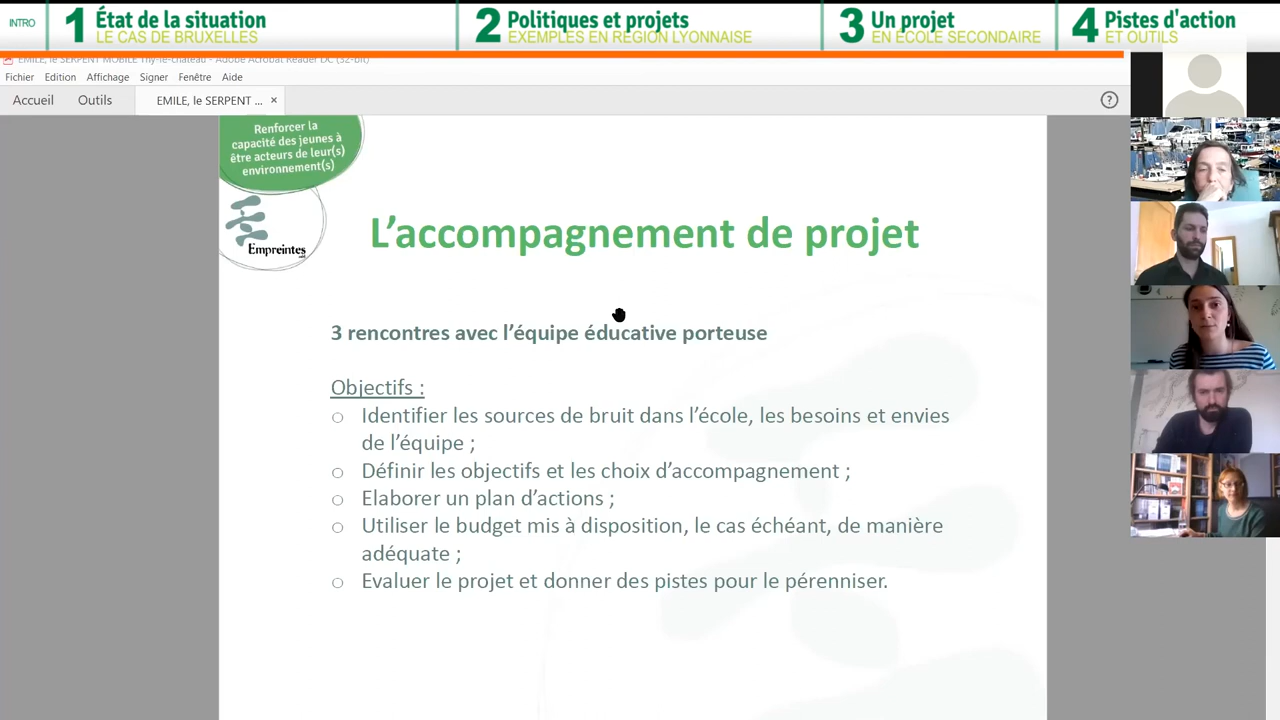 INTRO
1 État de la situation
LE CAS DE BRUXELLES
2 Politiques et projets
EXEMPLES EN RÉGION LYONNAISE
3 Un projet
EN ÉCOLE SECONDAIRE
4 Pistes d'action
ET OUTILS
EMILE, le SERPENT MOBILE Thy-le-château - Adobe Acrobat Reader DC (32-bit)
Fichier Edition Affichage Signer Fenêtre Aide
Accueil Outils EMILE, le SERPENT ... ×
?
Renforcer la
capacité des jeunes à
être acteurs de leur(s)
environnement(s)
Empreintes
asbl
L'accompagnement de projet
3 rencontres avec l'équipe éducative porteuse
Objectifs :
○ Identifier les sources de bruit dans l'école, les besoins et envies
de l'équipe ;
○ Définir les objectifs et les choix d'accompagnement ;
○ Elaborer un plan d'actions ;
○ Utiliser le budget mis à disposition, le cas échéant, de manière
adéquate ;
○ Evaluer le projet et donner des pistes pour le pérenniser.